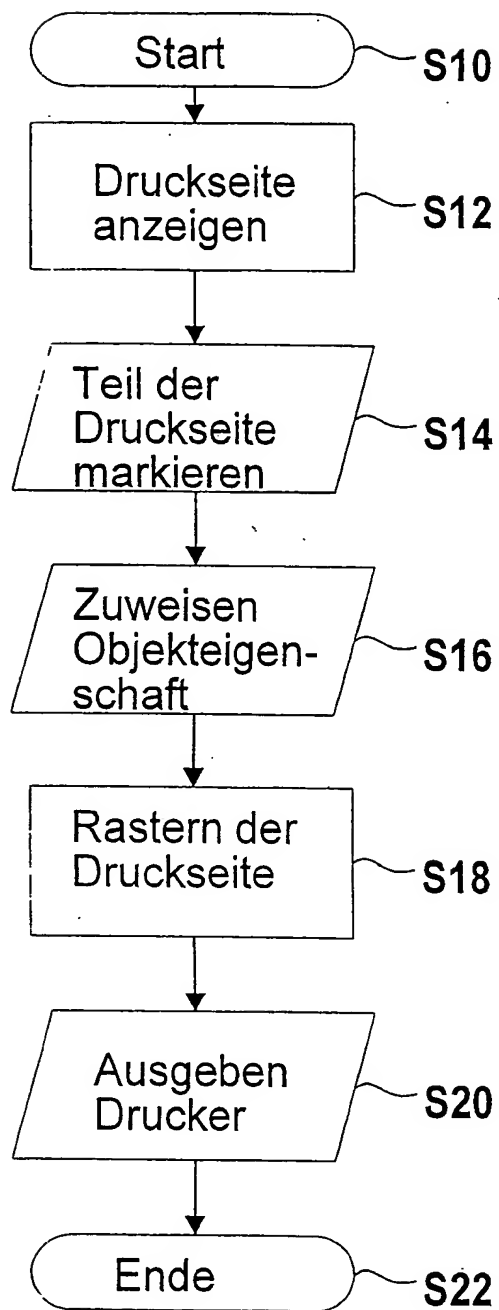 Start
S10
Druckseite
anzeigen
S12
Teil der
Druckseite
markieren
S14
Zuweisen
Objekteigen-
schaft
S16
Rastern der
Druckseite
S18
Ausgeben
Drucker
S20
Ende
S22